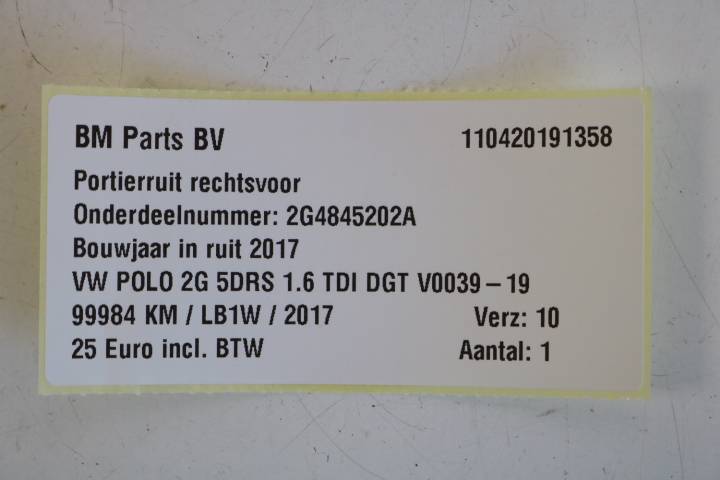 BM Parts BV 110420191358
Portierruit rechtsvoor
Onderdeelnummer: 2G4845202A
Bouwjaar in ruit 2017
VW POLO 2G 5DRS 1.6 TDI DGT V0039 – 19
99984 KM / LB1W / 2017 Verz: 10
25 Euro incl. BTW Aantal: 1